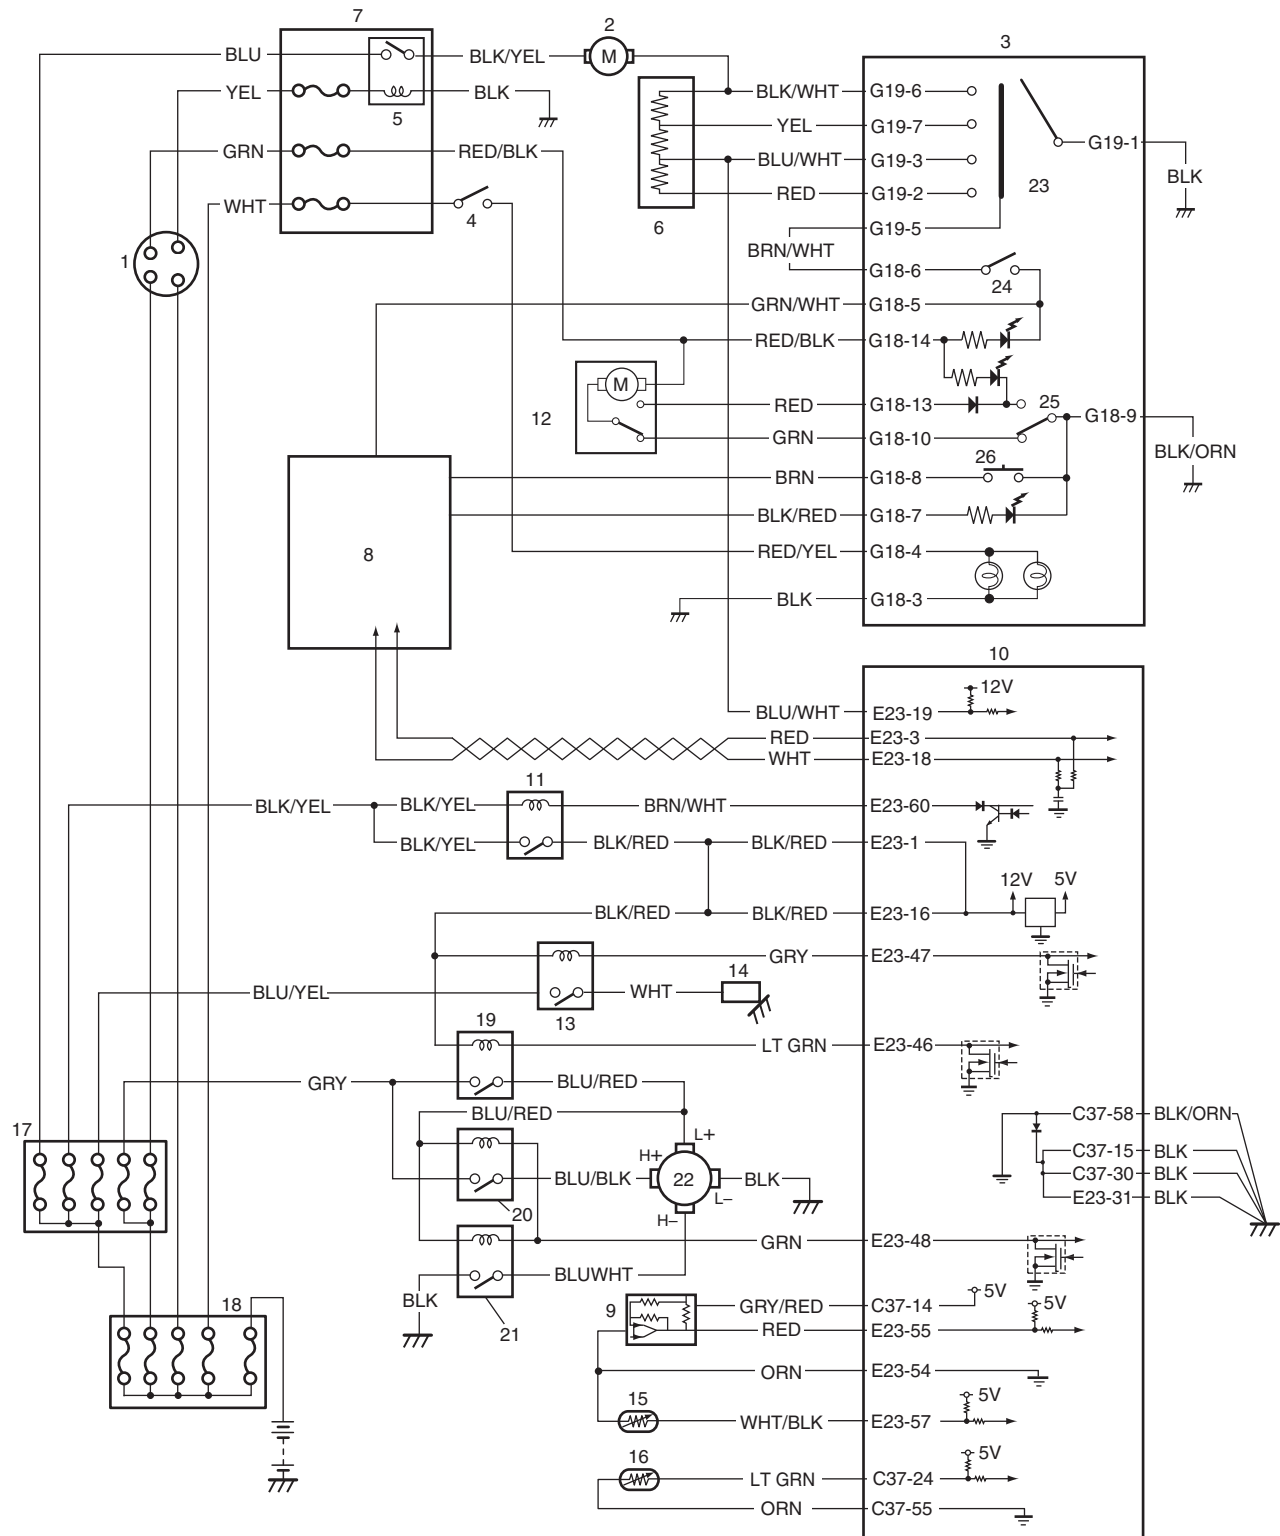 7
2
3
BLU
BLK/YEL
M
YEL
BLK
5
BLK/WHT
G19-6
YEL
G19-7
G19-1
GRN
RED/BLK
BLU/WHT
G19-3
BLK
RED
G19-2
23
WHT
4
6
G19-5
BRN/WHT
1
G18-6
24
GRN/WHT
G18-5
RED/BLK
G18-14
M
12
RED
G18-13
25
G18-9
GRN
G18-10
BLK/ORN
26
BRN
G18-8
BLK/RED
G18-7
8
RED/YEL
G18-4
BLK
G18-3
10
12V
BLU/WHT
E23-19
RED
E23-3
WHT
E23-18
11
BLK/YEL
BLK/YEL
BRN/WHT
E23-60
BLK/YEL
BLK/RED
BLK/RED
E23-1
12V
5V
BLK/RED
BLK/RED
E23-16
GRY
E23-47
14
BLU/YEL
WHT
13
19
LT GRN
E23-46
GRY
BLU/RED
BLU/RED
C37-58
BLK/ORN
17
L+
H+
C37-15
BLK
BLU/BLK
22
BLK
C37-30
BLK
L–
E23-31
BLK
20
H–
GRN
E23-48
BLUWHT
BLK
18
9
GRY/RED
C37-14
5V
5V
21
RED
E23-55
ORN
E23-54
15
5V
WHT/BLK
E23-57
16
5V
LT GRN
C37-24
ORN
C37-55